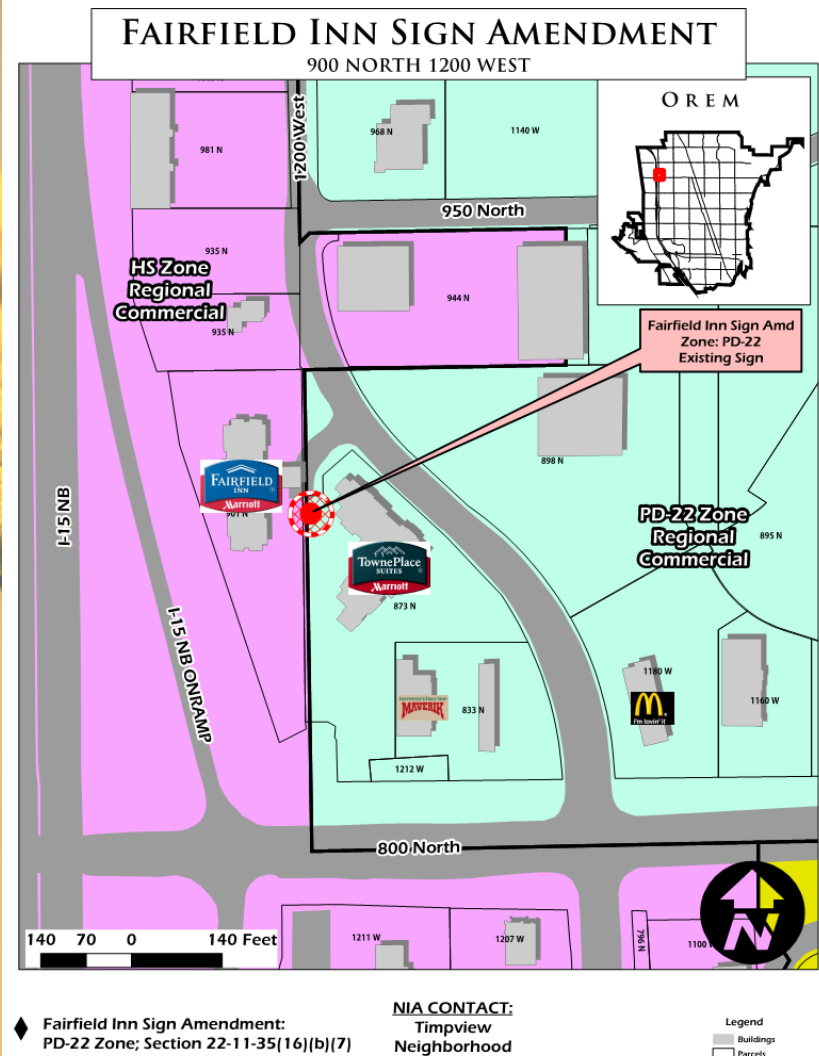 FAIRFIELD INN SIGN AMENDMENT
900 NORTH 1200 WEST
OREM
1200 West
968 N
1140 W
981 N
950 North
935 N
HS Zone
Regional
Commercial
935 N
944 N
Fairfield Inn Sign Amd
Zone: PD-22
Existing Sign
898 N
FAIRFIELD
INN
®
Marriott
I-15 NB
PD-22 Zone
Regional
Commercial
895 N
TownePlace
SUITES
®
Marriott
873 N
I-15 NB ONRAMP
MAVERIK
833 N
1180 W
i'm lovin' it
1160 W
1212 W
800 North
140 70 0 140 Feet
1211 W
1207 W
796 N
N
Fairfield Inn Sign Amendment:
PD-22 Zone; Section 22-11-35(16)(b)(7)
NIA CONTACT:
Timpview
Neighborhood
Legend
Buildings
Parcels